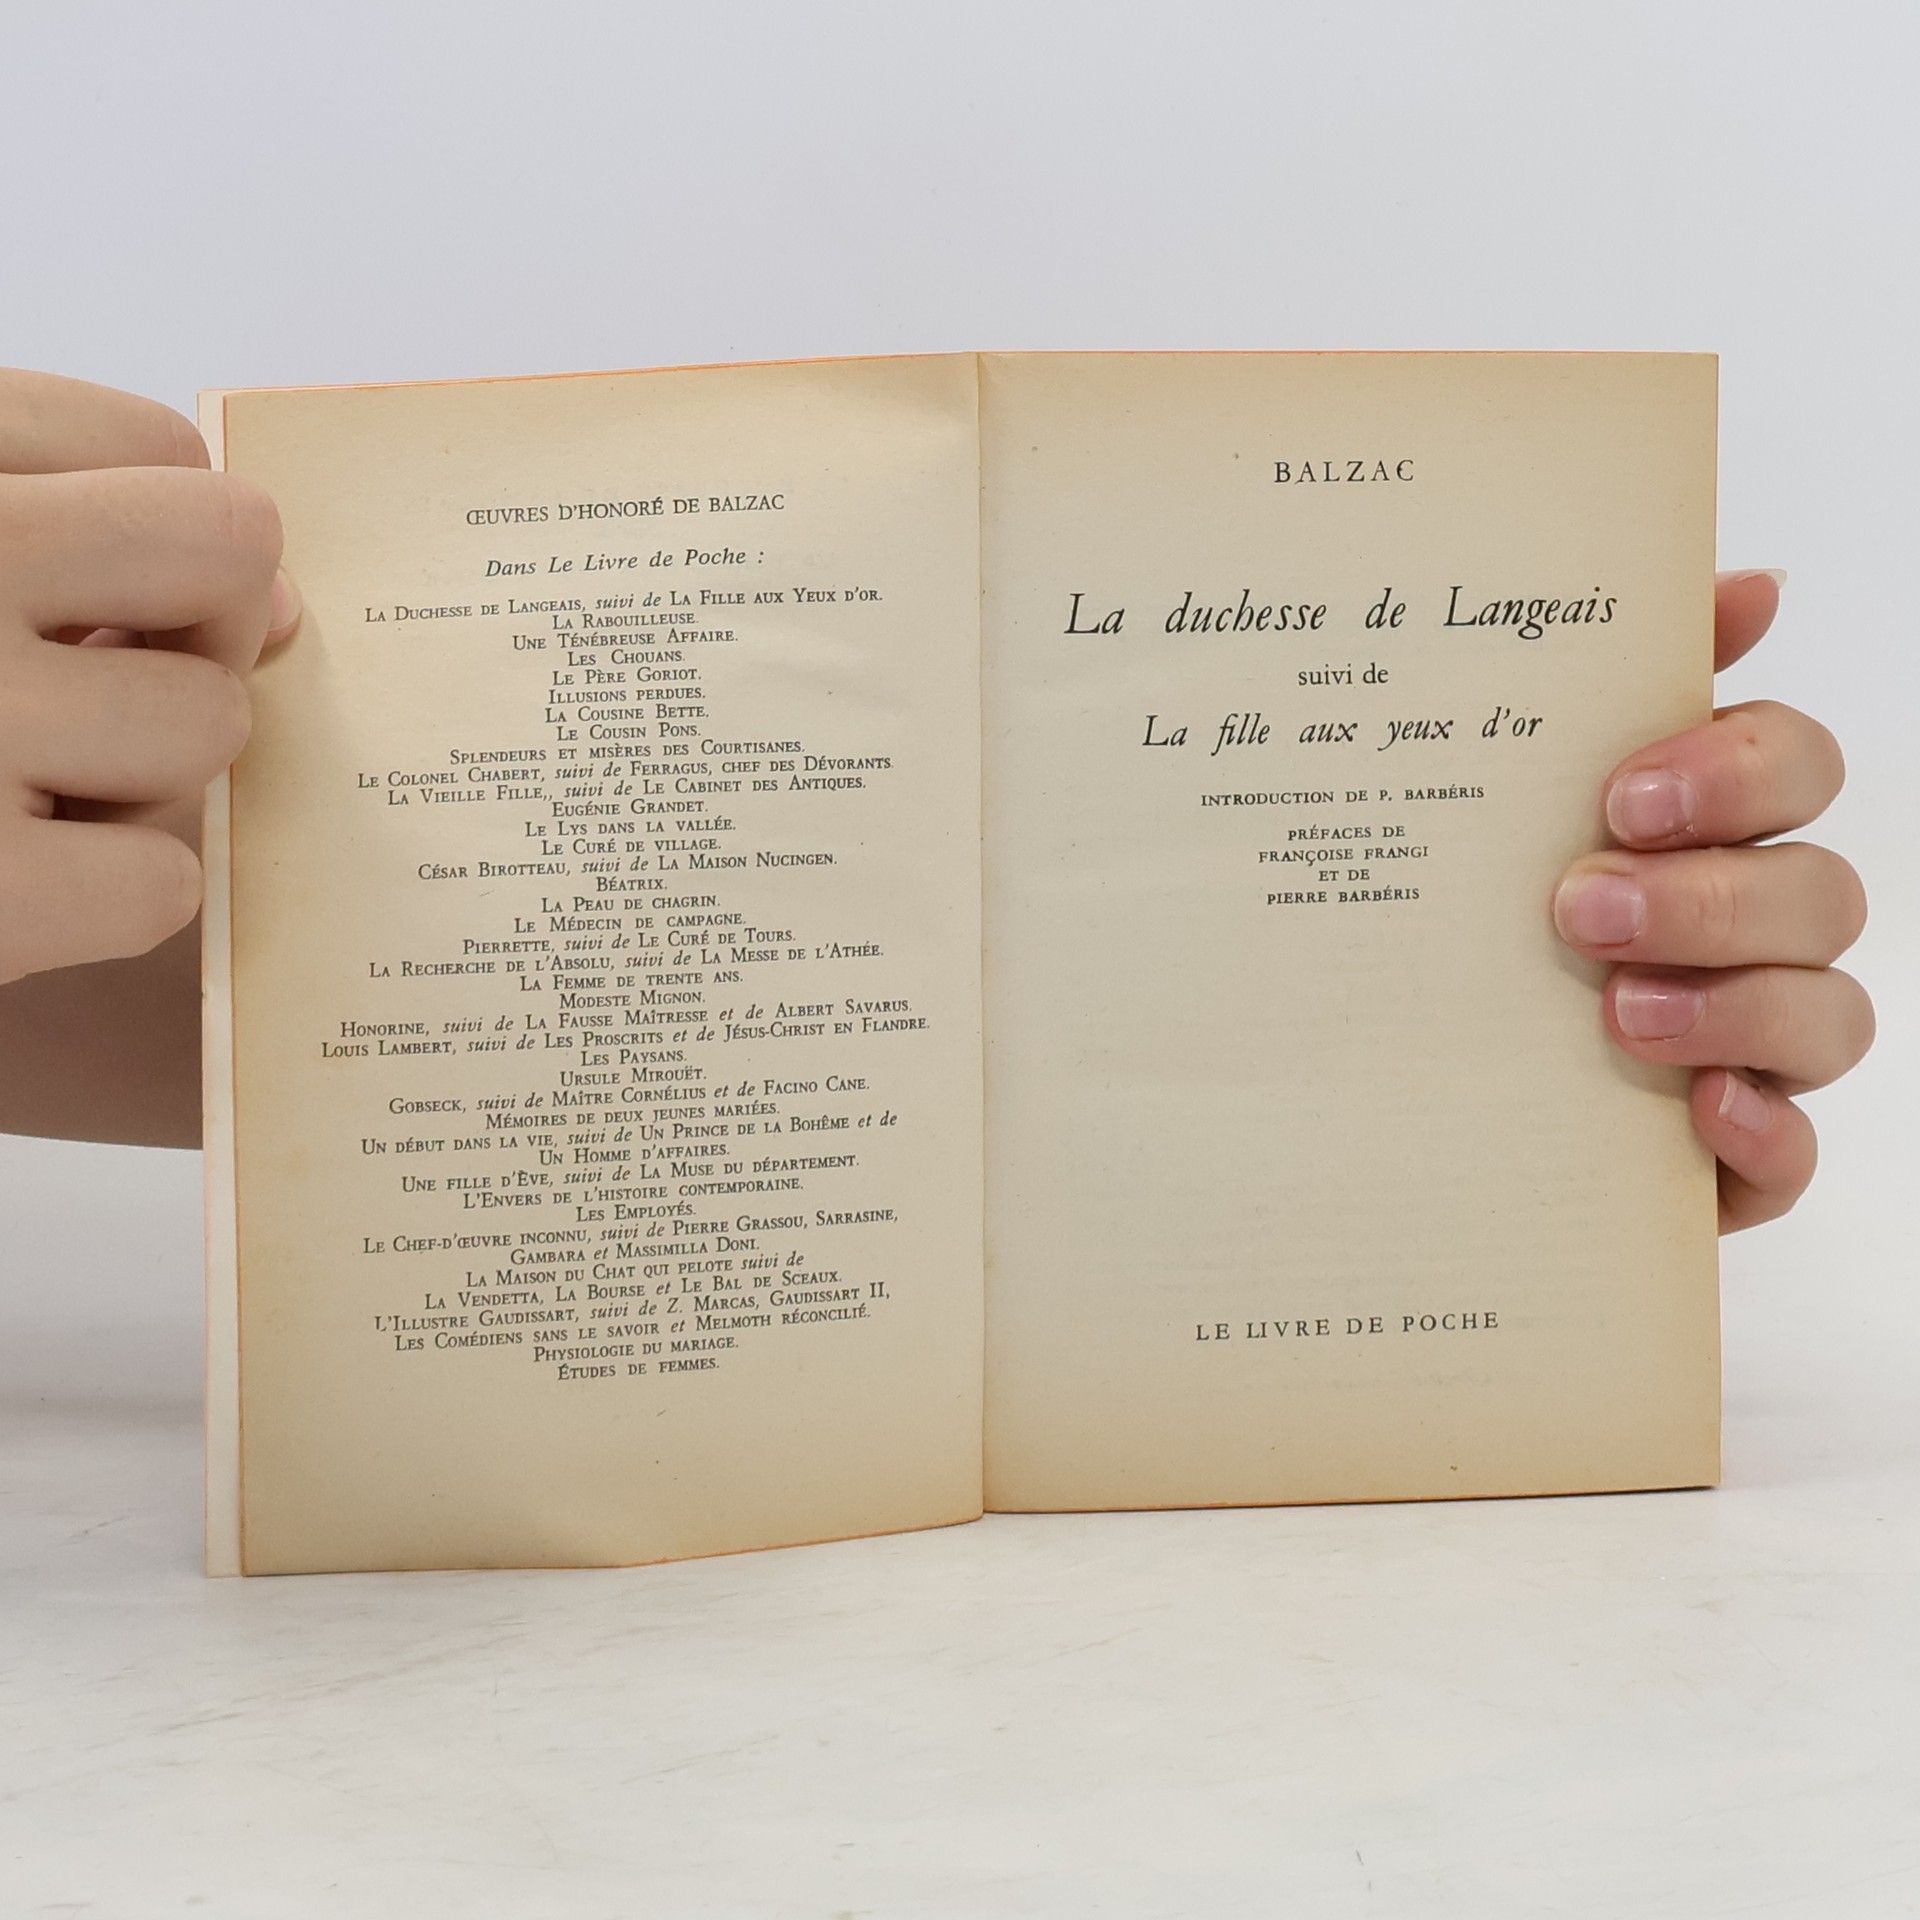 ŒUVRES D'HONORÉ DE BALZAC
Dans Le Livre de Poche :
LA DUCHESSE DE LANGEAIS, suivi de LA FILLE AUX YEUX D'OR.
LA RABOUILLEUSE.
UNE TÉNÉBREUSE AFFAIRE.
LES CHOUANS.
LE PÈRE GORIOT.
ILLUSIONS PERDUES.
LA COUSINE BETTE.
LE COUSIN PONS.
SPLENDEURS ET MISÈRES DES COURTISANES.
LE COLONEL CHABERT, suivi de FERRAGUS, CHEF DES DÉVORANTS.
LA VIEILLE FILLE,, suivi de LE CABINET DES ANTIQUES.
EUGÉNIE GRANDET.
LE LYS DANS LA VALLÉE.
LE CURÉ DE VILLAGE.
CÉSAR BIROTTEAU, suivi de LA MAISON NUCINGEN.
BÉATRIX.
LA PEAU DE CHAGRIN.
LE MÉDECIN DE CAMPAGNE.
PIERRETTE, suivi de LE CURÉ DE TOURS.
LA RECHERCHE DE L'ABSOLU, suivi de LA MESSE DE L'ATHÉE.
LA FEMME DE TRENTE ANS.
MODESTE MIGNON.
HONORINE, suivi de LA FAUSSE MAÎTRESSE et de ALBERT SAVARUS.
LOUIS LAMBERT, suivi de LES PROSCRITS et de JÉSUS-CHRIST EN FLANDRE.
LES PAYSANS.
URSULE MIROUËT.
GOBSECK, suivi de MAÎTRE CORNÉLIUS et de FACINO CANE.
MÉMOIRES DE DEUX JEUNES MARIÉES.
UN DÉBUT DANS LA VIE, suivi de UN PRINCE DE LA BOHÊME et de
UN HOMME D'AFFAIRES.
UNE FILLE D'ÈVE, suivi de LA MUSE DU DÉPARTEMENT.
L'ENVERS DE L'HISTOIRE CONTEMPORAINE.
LES EMPLOYÉS.
LE CHEF-D'ŒUVRE INCONNU, suivi de PIERRE GRASSOU, SARRASINE,
GAMBARA et MASSIMILLA DONI.
LA MAISON DU CHAT QUI PELOTE suivi de
LA VENDETTA, LA BOURSE et LE BAL DE SCEAUX.
L'ILLUSTRE GAUDISSART, suivi de Z. MARCAS, GAUDISSART II,
LES COMÉDIENS SANS LE SAVOIR et MELMOTH RÉCONCILIÉ.
PHYSIOLOGIE DU MARIAGE.
ÉTUDES DE FEMMES.
BALZAC
La duchesse de Langeais
suivi de
La fille aux yeux d'or
INTRODUCTION DE P. BARBÉRIS
PRÉFACES DE
FRANÇOISE FRANGI
ET DE
PIERRE BARBÉRIS
LE LIVRE DE POCHE